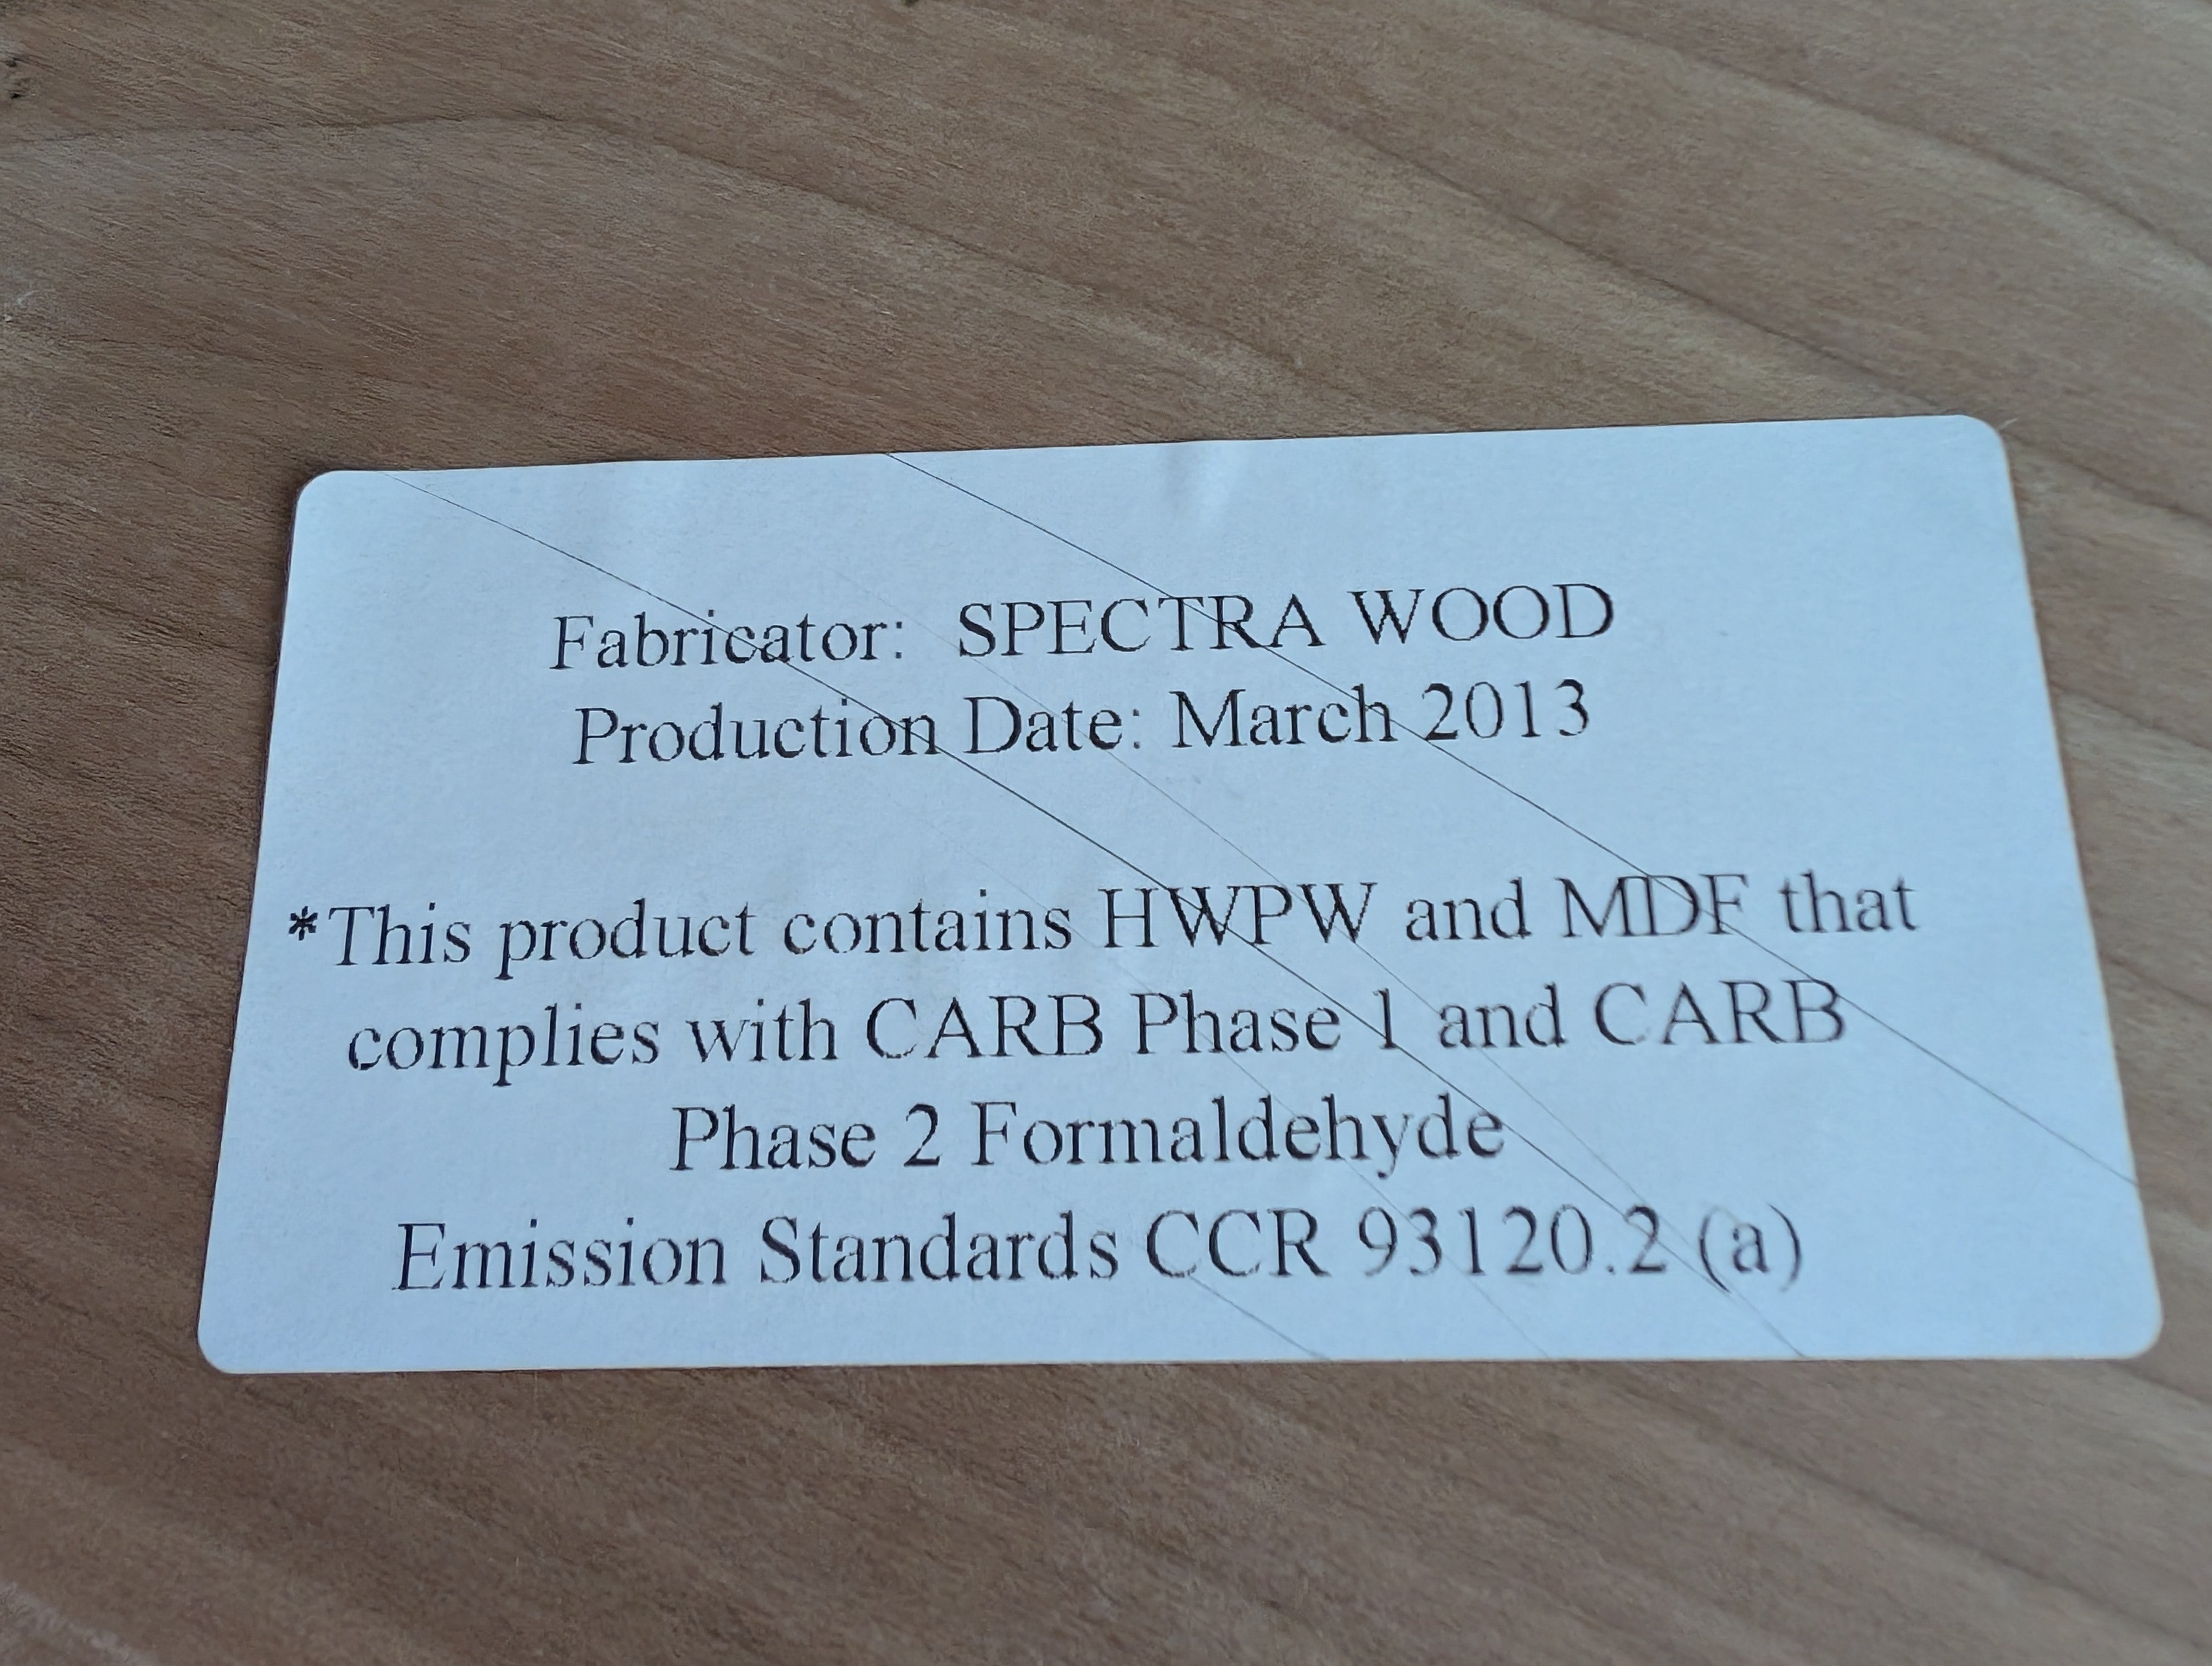 Fabricator: SPECTRA WOOD
Production Date: March 2013
*This product contains HWPW and MDF that
complies with CARB Phase 1 and CARB
Phase 2 Formaldehyde
Emission Standards CCR 93120.2 (a)